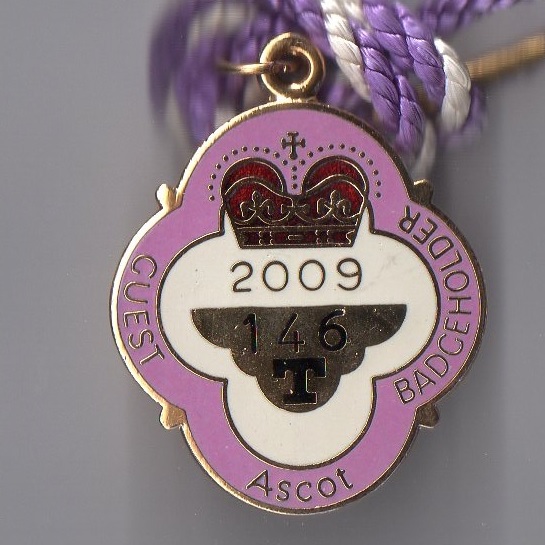 2009
146
T
GUEST
BADGEHOLDER
Ascot